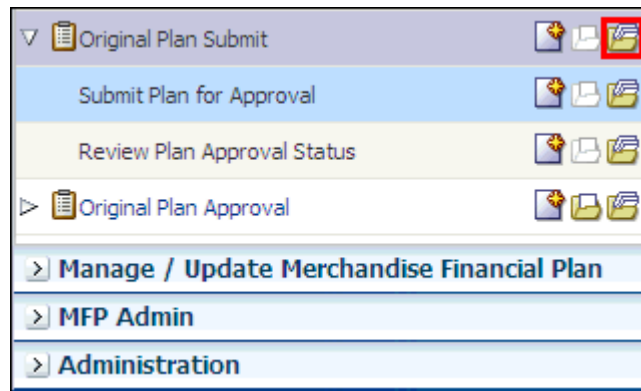 Original Plan Submit
Submit Plan for Approval
Review Plan Approval Status
Original Plan Approval
Manage / Update Merchandise Financial Plan
MFP Admin
Administration